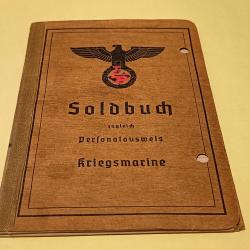 Soldbuch
zugleich
Personalausweis
Kriegsmarine